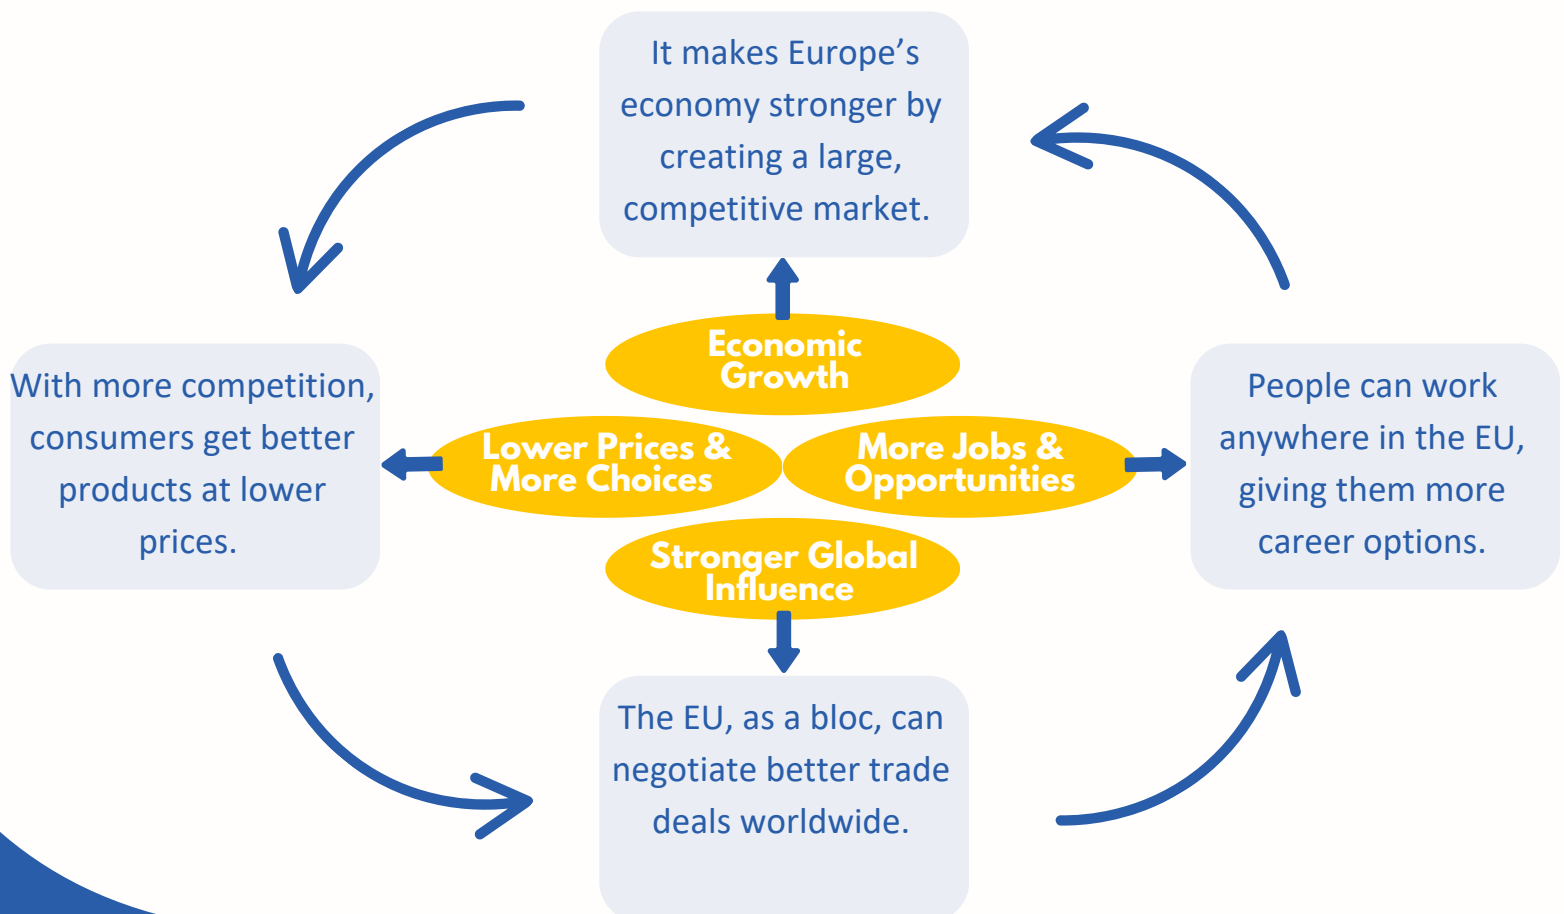 It makes Europe’s
economy stronger by
creating a large,
competitive market.
Economic
Growth
With more competition,
consumers get better
products at lower
prices.
Lower Prices &
More Choices
More Jobs &
Opportunities
People can work
anywhere in the EU,
giving them more
career options.
Stronger Global
Influence
The EU, as a bloc, can
negotiate better trade
deals worldwide.